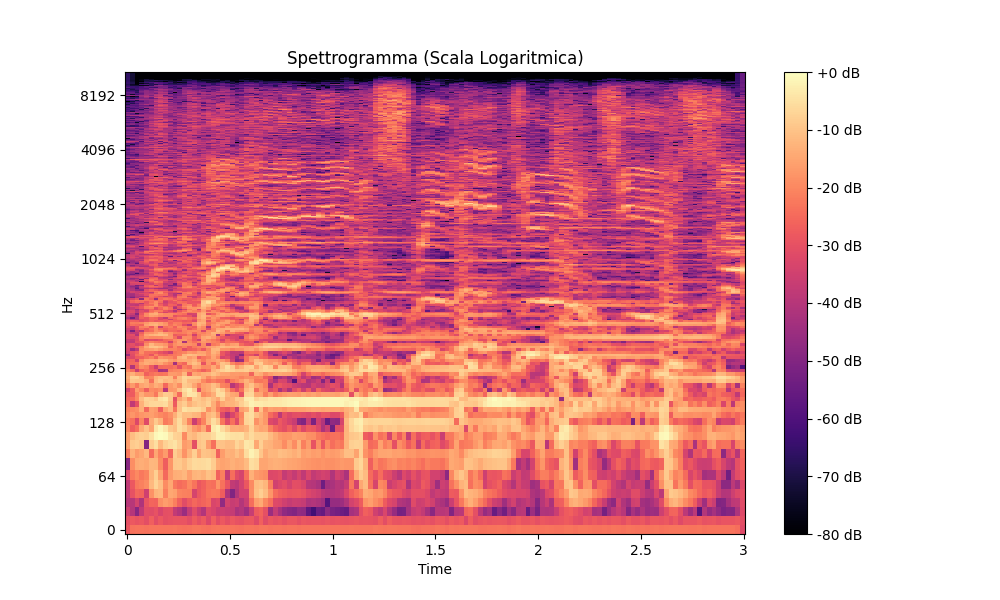 Spettrogramma (Scala Logaritmica)
Hz
8192
4096
2048
1024
512
256
128
64
0
0
0.5
1
1.5
2
2.5
3
Time
+0 dB
-10 dB
-20 dB
-30 dB
-40 dB
-50 dB
-60 dB
-70 dB
-80 dB